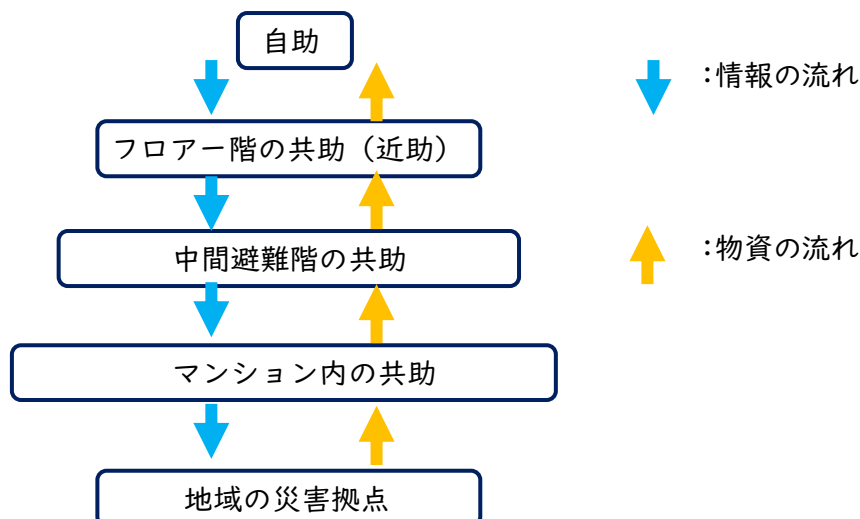 自助
:情報の流れ
フロアー階の共助（近助）
中間避難階の共助
:物資の流れ
マンション内の共助
地域の災害拠点